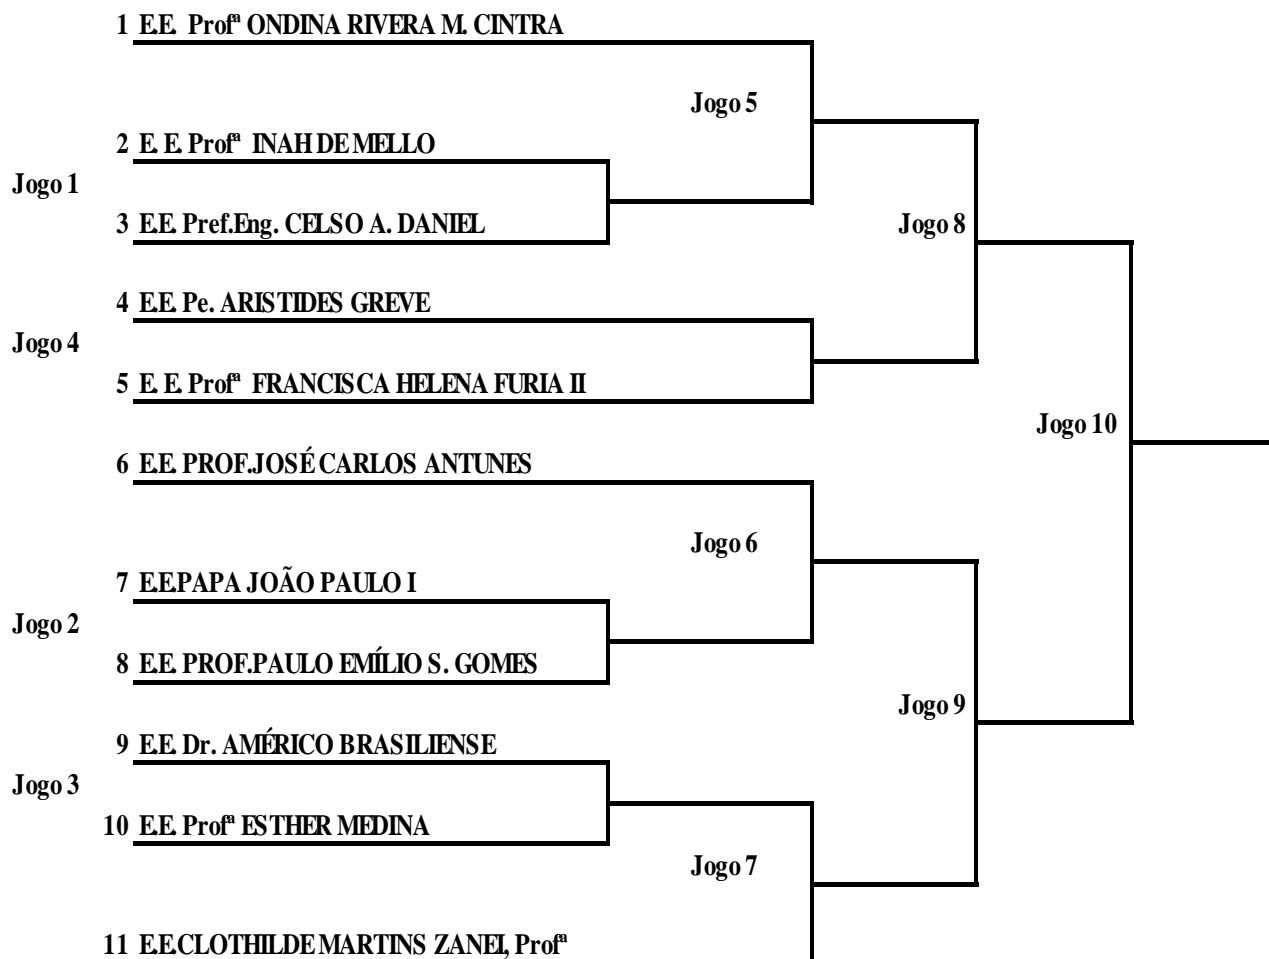 1 E.E. Profª ONDINA RIVERA M. CINTRA
Jogo 5
2 E. E. Profª INAH DE MELLO
Jogo 1
3 E.E. Pref.Eng. CELSO A. DANIEL
Jogo 8
4 E.E. Pe. ARISTIDES GREVE
Jogo 4
5 E. E. Profª FRANCISCA HELENA FURIA II
Jogo 10
6 E.E. PROF.JOSÉ CARLOS ANTUNES
Jogo 6
7 E.E.PAPA JOÃO PAULO I
Jogo 2
8 E.E. PROF.PAULO EMÍLIO S. GOMES
Jogo 9
9 E.E. Dr. AMÉRICO BRASILIENSE
Jogo 3
10 E.E. Profª ESTHER MEDINA
Jogo 7
11 E.E.CLOTHILDE MARTINS ZANEI, Profª